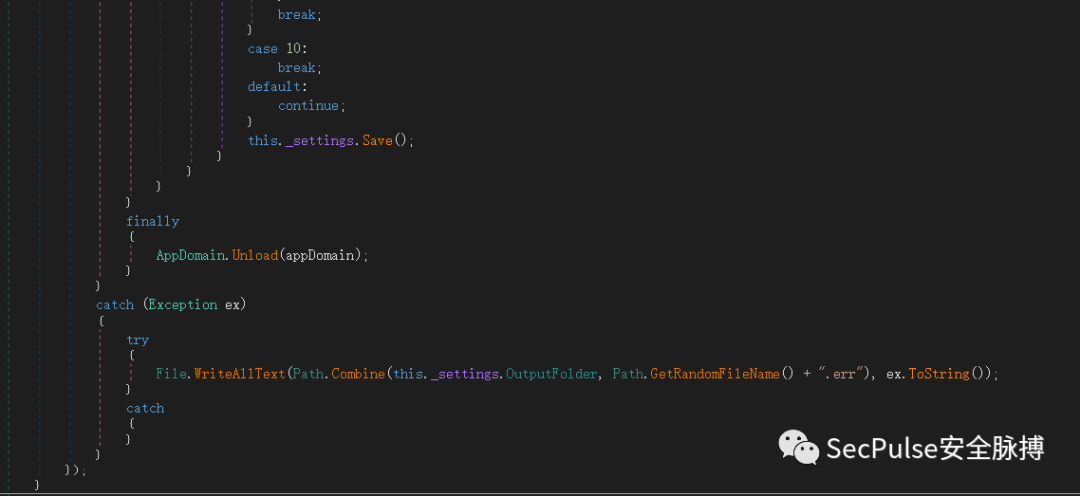 break;
}
case 10:
break;
default:
continue;
}
this._settings.Save();
}
}
}
}
finally
{
AppDomain.Unload(appDomain);
}
}
catch (Exception ex)
{
try
{
File.WriteAllText(Path.Combine(this._settings.OutputFolder, Path.GetRandomFileName() + ".err"), ex.ToString());
}
catch
{
}
}
});
}
SecPulse安全脉搏